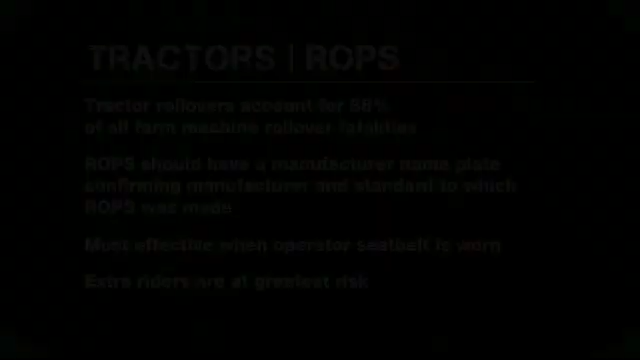 TRACTORS | ROPS
Tractor rollovers account for
of all farm machine rollover fatalities
ROPS should have a manufacturer name plate
confirming manufacturer and standard to which
ROPS was made
Most effective when operator seatbelt is worn
Extra riders are at greatest risk